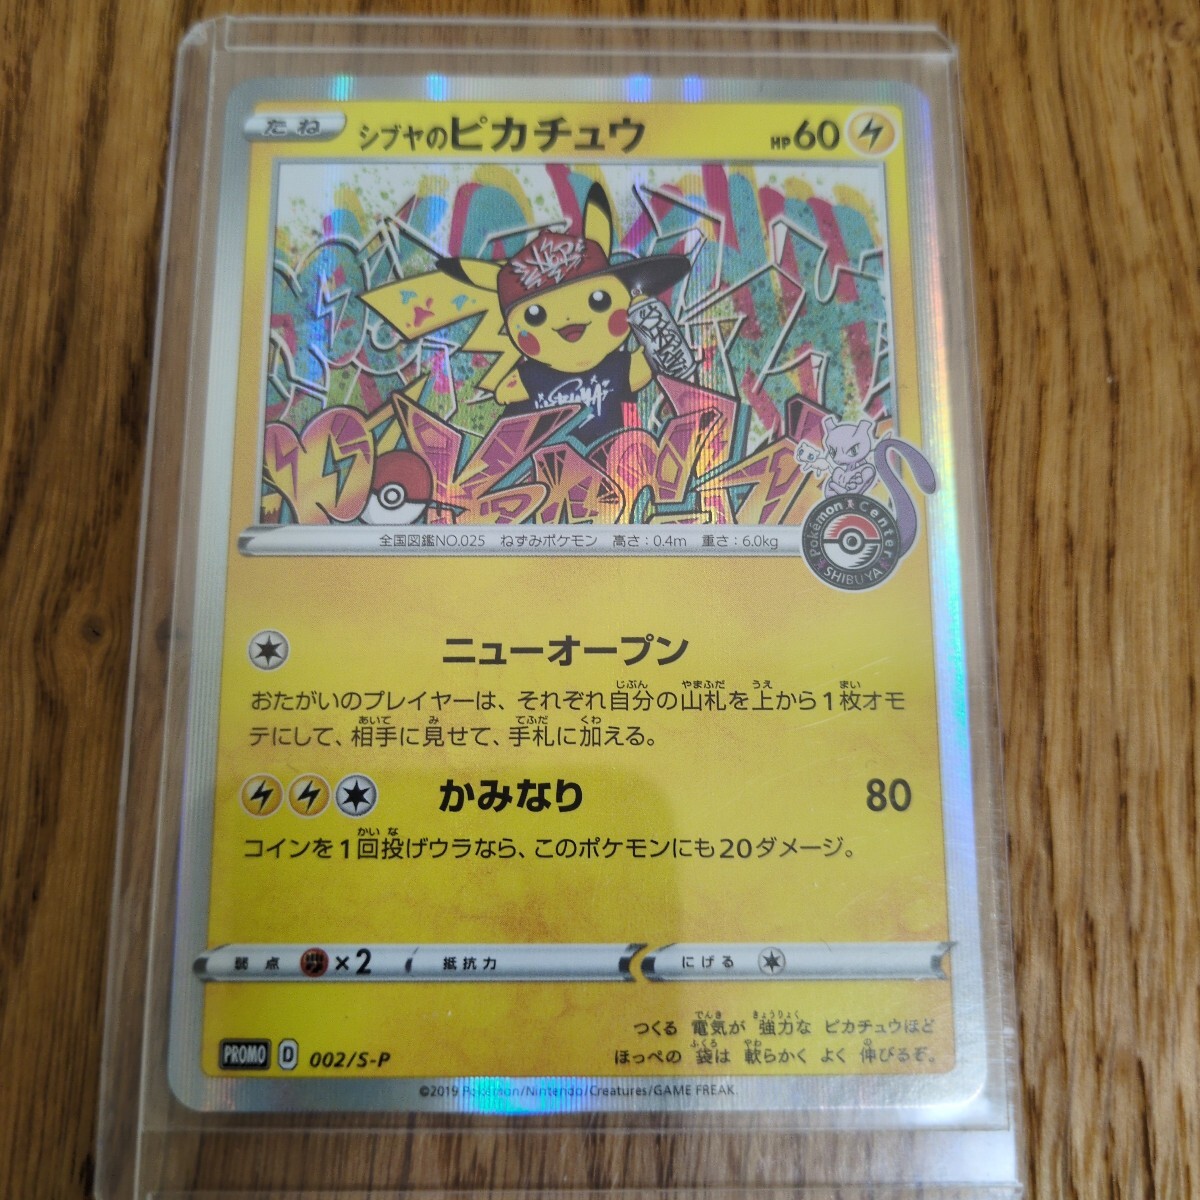 たね
シブヤのピカチュウ
HP60
全国図鑑NO.025 ねずみポケモン 高さ:0.4m 重さ:6.0kg
Pokémon Center
SHIBUYA
ニューオープン
おたがいのプレイヤーは、それぞれ自分の山札を上から1枚オモ
テにして、相手に見せて、手札に加える。
かみなり 80
コインを1回投げウラなら、このポケモンにも20ダメージ。
弱点 ×2 抵抗力 にげる
つくる 電気が 強力な ピカチュウほど
ほっぺの 袋は 軟らかく よく 伸びるぞ。
PROMO D 002/S-P
©2019 Pokémon/Nintendo/Creatures/GAME FREAK.